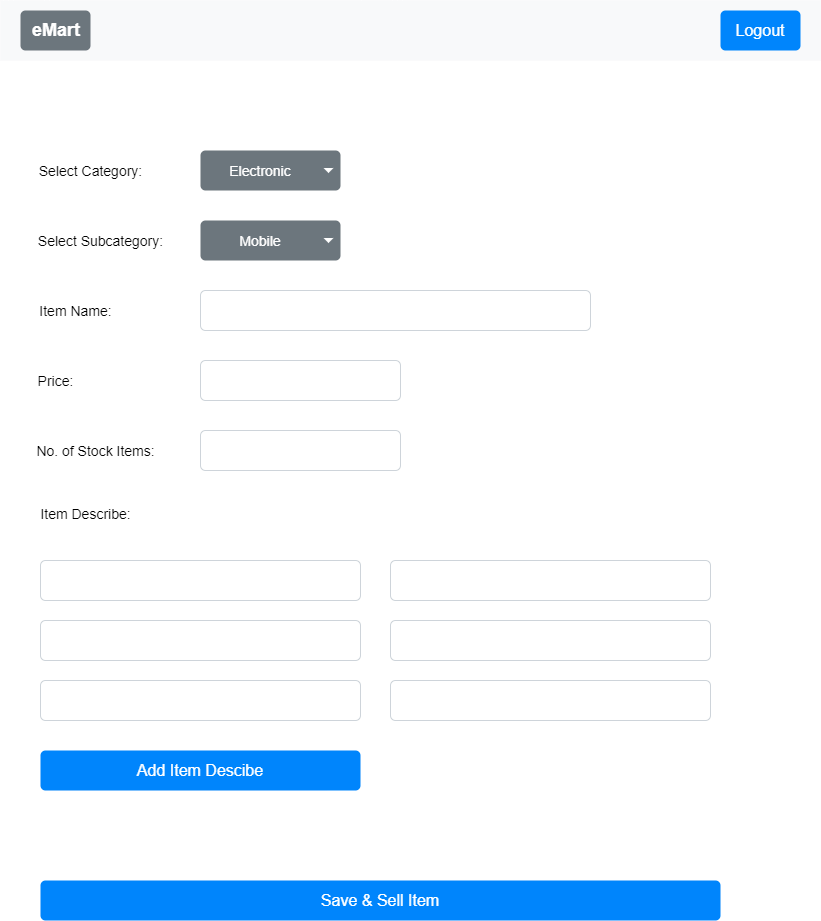 eMart
Logout
Select Category:
Electronic
Select Subcategory:
Mobile
Item Name:
Price:
No. of Stock Items:
Item Describe:
Add Item Descibe
Save & Sell Item